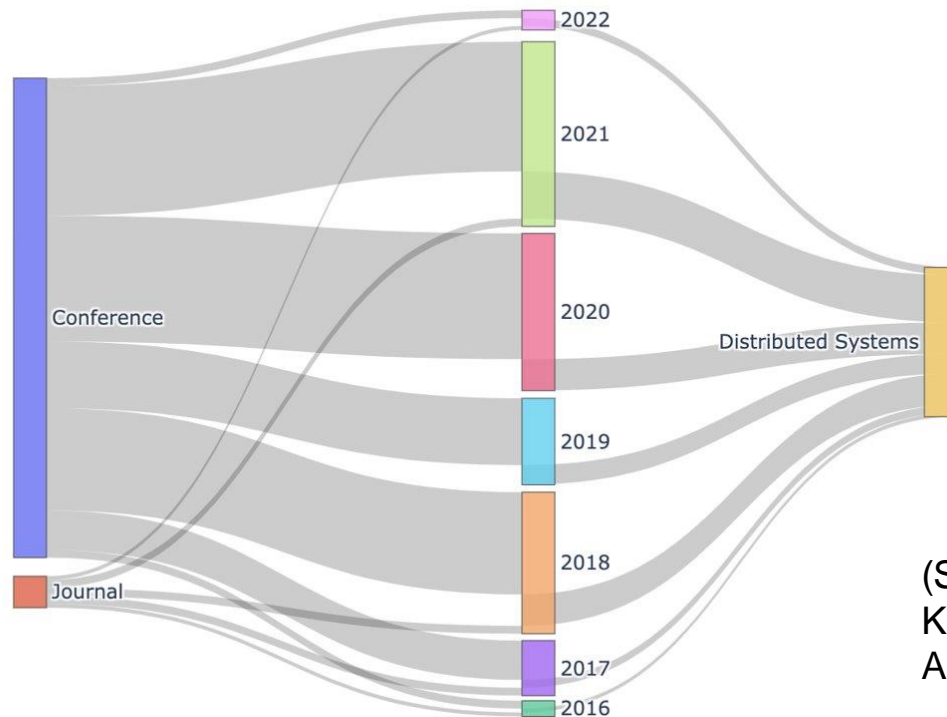 2022
2021
2020
2019
2018
2017
2016
Conference
Journal
Distributed Systems
(S
K
A